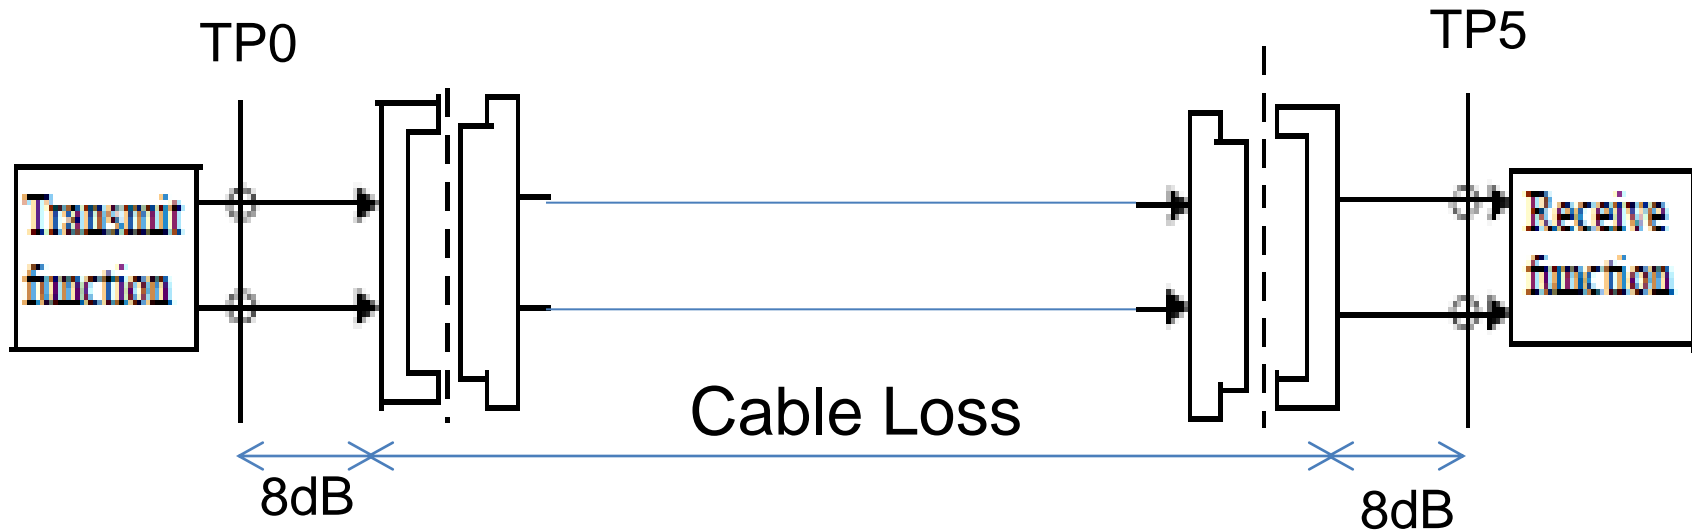 TP0
TP5
Transmit
function
Receive
function
Cable Loss
8dB
8dB